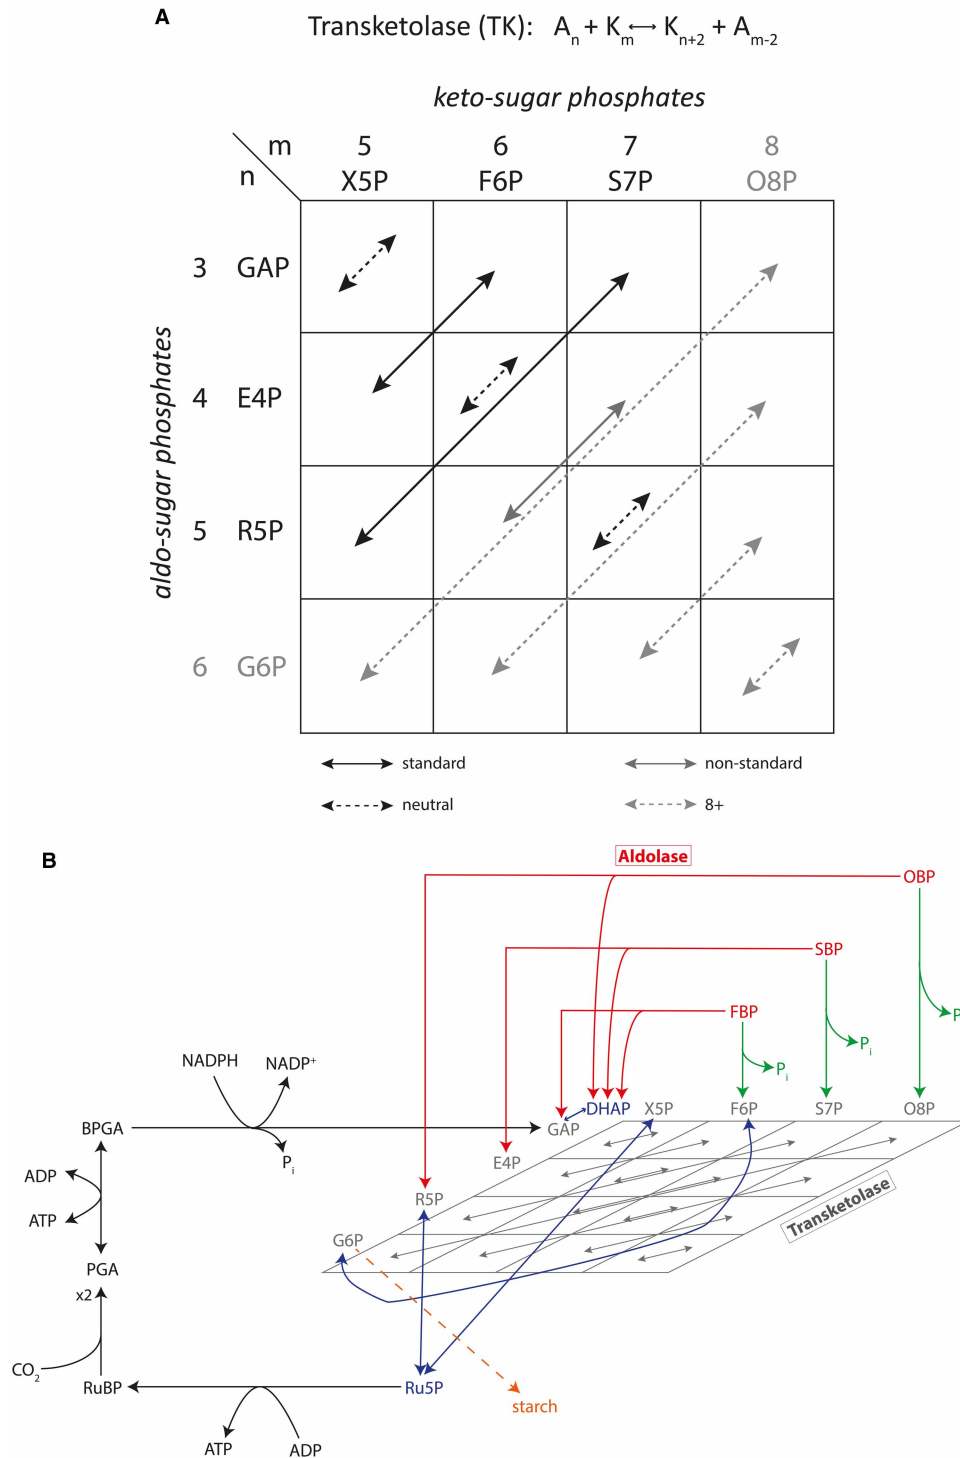 A
Transketolase (TK): Aₙ + Kₘ ↔ Kₙ₊₂ + Aₘ₋₂
keto-sugar phosphates
m 5 6 7 8
n X5P F6P S7P O8P
aldo-sugar phosphates
3 GAP
4 E4P
5 R5P
6 G6P
standard non-standard
neutral 8+
B
Aldolase
OBP
SBP
FBP
P
Pᵢ
Pᵢ
NADPH NADP⁺
DHAP X5P F6P S7P O8P
BPGA GAP
Pᵢ
E4P
ADP
R5P
ATP
Transketolase
G6P
PGA
x2
CO₂
RuBP Ru5P
starch
ATP ADP